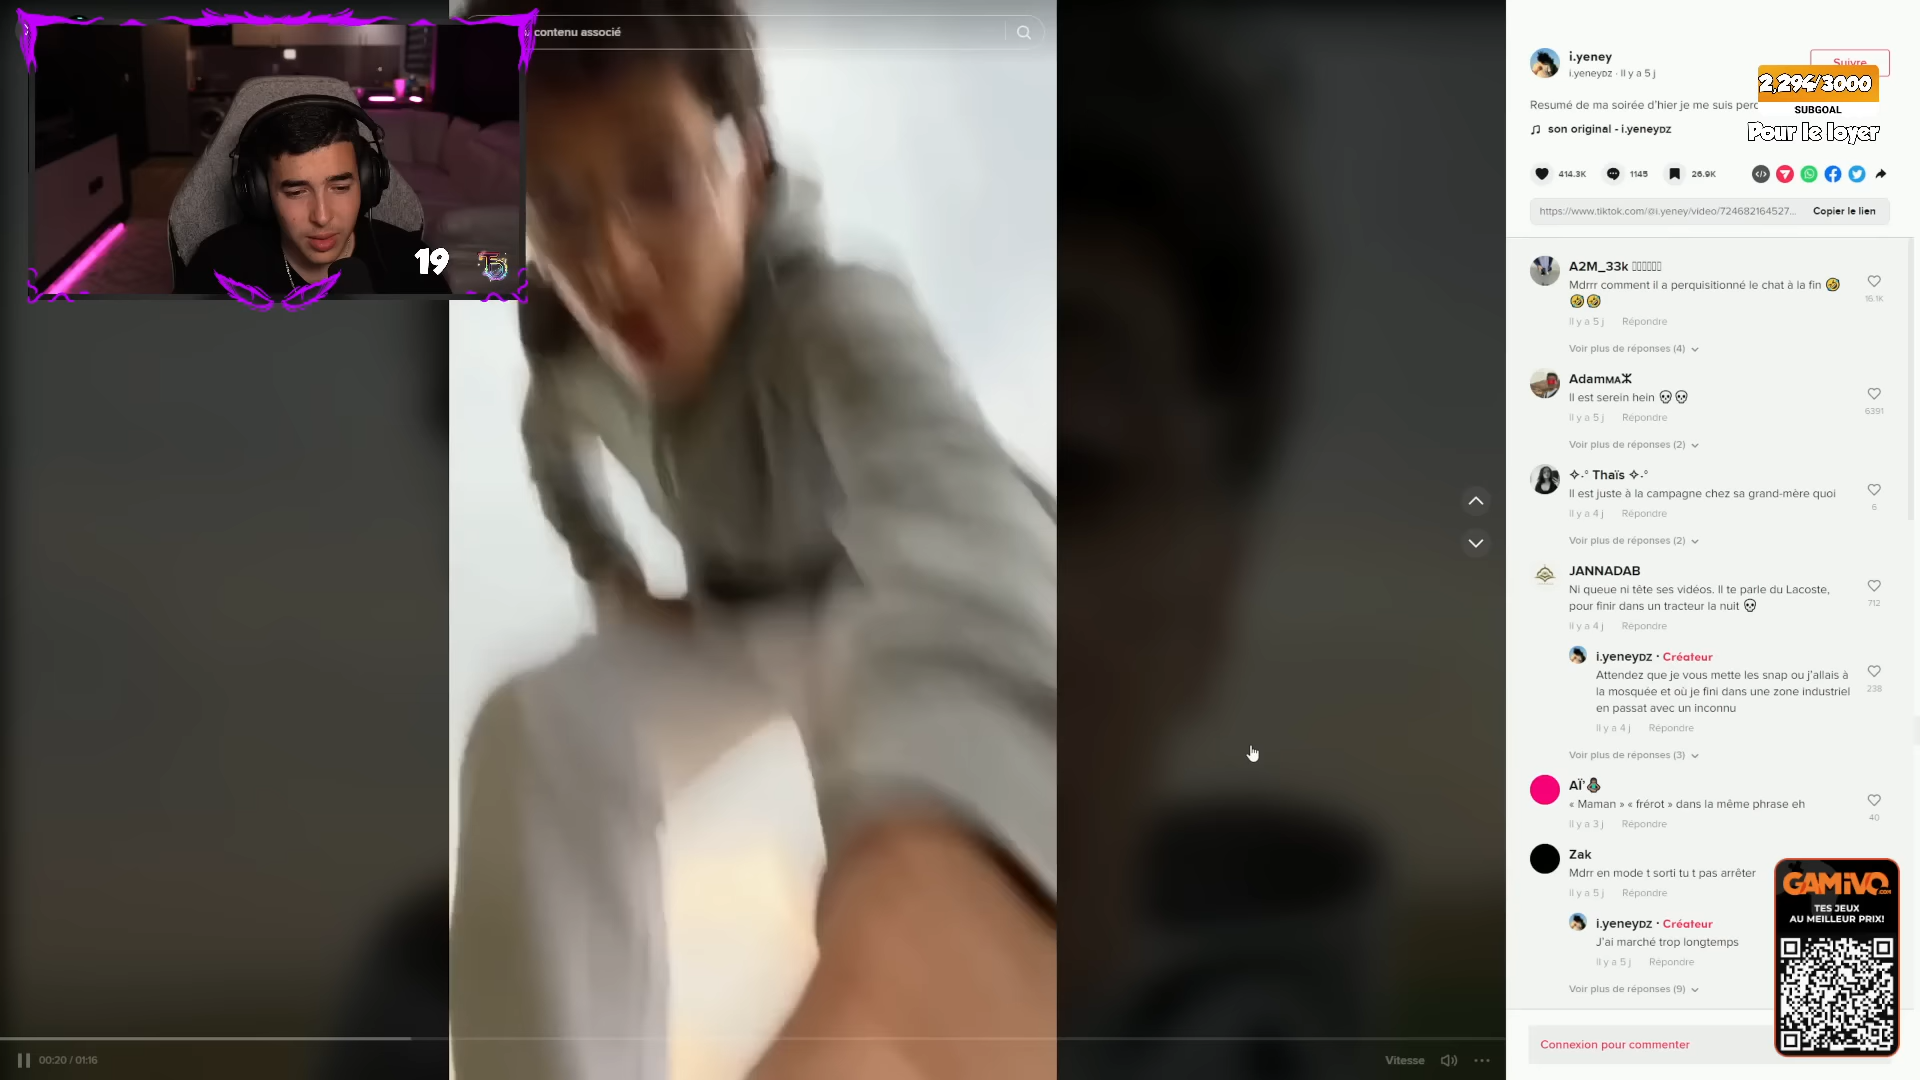 contenu associé
19
i.yeney
i.yeneyᴅᴢ · Il y a 5 j
Suivre
2,294/3000
SUBGOAL
Pour le loyer
Resumé de ma soirée d'hier je me suis
son original - i.yeneyᴅᴢ
414.3K
1145
26.9K
https://www.tiktok.com/@i.yeney/video/724682164527...
Copier le lien
A2M_33k
Mdrrr comment il a perquisitionné le chat à la fin 🤣
🤣🤣
16.1K
Il y a 5 j Répondre
Voir plus de réponses (4)
Adamᴍᴀⵣ
Il est serein hein 💀💀
6391
Il y a 5 j Répondre
Voir plus de réponses (2)
✧˖° Thaïs ✧˖°
Il est juste à la campagne chez sa grand-mère quoi
6
Il y a 4 j Répondre
Voir plus de réponses (2)
JANNADAB
Ni queue ni tête ses vidéos. Il te parle du Lacoste,
pour finir dans un tracteur la nuit 💀
712
Il y a 4 j Répondre
i.yeneyᴅᴢ · Créateur
Attendez que je vous mette les snap ou j'allais à
la mosquée et où je fini dans une zone industriel
en passat avec un inconnu
238
Il y a 4 j Répondre
Voir plus de réponses (3)
AÏ'
« Maman » « frérot » dans la même phrase eh
40
Il y a 3 j Répondre
Zak
Mdrr en mode t sorti tu t pas arrêter
Il y a 5 j Répondre
i.yeneyᴅᴢ · Créateur
J'ai marché trop longtemps
Il y a 5 j Répondre
Voir plus de réponses (9)
GAMIVO.COM
TES JEUX
AU MEILLEUR PRIX!
Connexion pour commenter
00:20 / 01:16
Vitesse